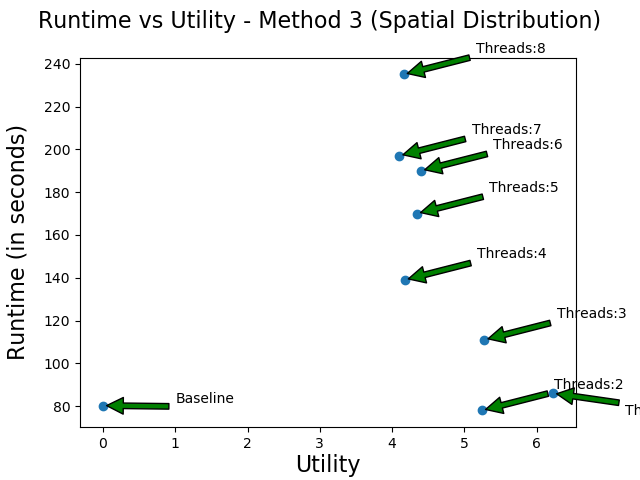 Runtime vs Utility - Method 3 (Spatial Distribution)
Threads:8
Threads:7
Threads:6
Threads:5
Threads:4
Threads:3
Threads:2
Baseline
240
220
200
180
160
140
120
100
80
Runtime (in seconds)
0 1 2 3 4 5 6
Utility